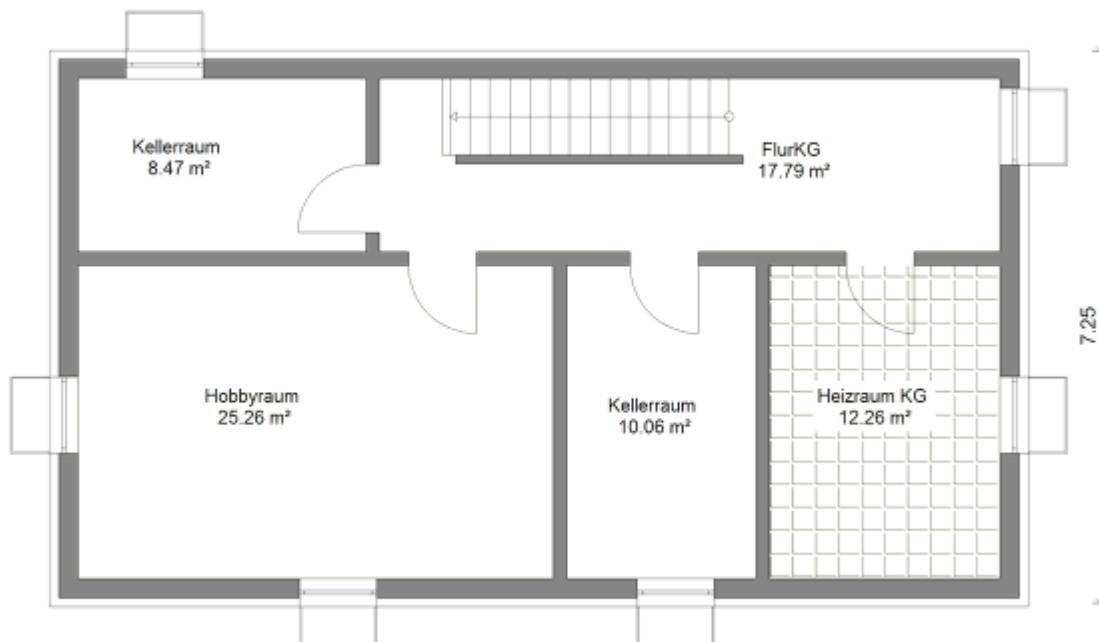 Kellerraum
8.47 m²
FlurKG
17.79 m²
7.25
Hobbyraum
25.26 m²
Kellerraum
10.06 m²
Heizraum KG
12.26 m²